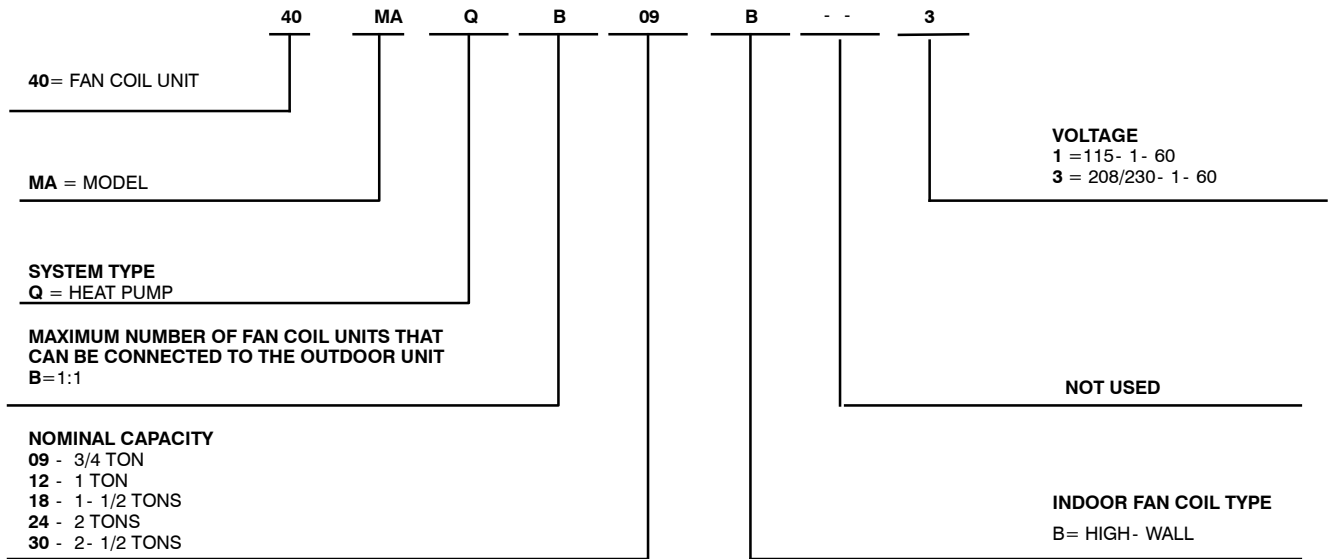 40 MA Q B 09 B - - 3
40= FAN COIL UNIT
MA = MODEL
SYSTEM TYPE
Q = HEAT PUMP
MAXIMUM NUMBER OF FAN COIL UNITS THAT
CAN BE CONNECTED TO THE OUTDOOR UNIT
B=1:1
NOMINAL CAPACITY
09 - 3/4 TON
12 - 1 TON
18 - 1- 1/2 TONS
24 - 2 TONS
30 - 2- 1/2 TONS
VOLTAGE
1 =115- 1- 60
3 = 208/230- 1- 60
NOT USED
INDOOR FAN COIL TYPE
B= HIGH- WALL